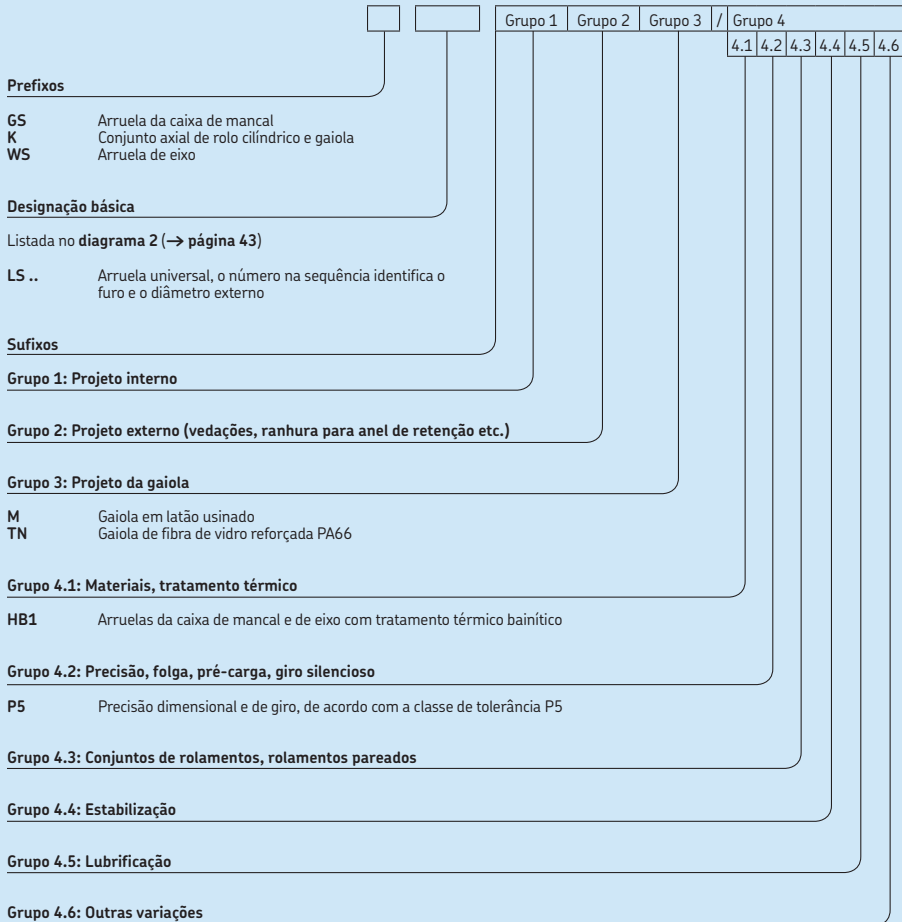 Grupo 1 Grupo 2 Grupo 3 / Grupo 4
4.1 4.2 4.3 4.4 4.5 4.6
Prefixos
GS Arruela da caixa de mancal
K Conjunto axial de rolo cilíndrico e gaiola
WS Arruela de eixo
Designação básica
Listada no diagrama 2 (→ página 43)
LS .. Arruela universal, o número na sequência identifica o
furo e o diâmetro externo
Sufixos
Grupo 1: Projeto interno
Grupo 2: Projeto externo (vedações, ranhura para anel de retenção etc.)
Grupo 3: Projeto da gaiola
M Gaiola em latão usinado
TN Gaiola de fibra de vidro reforçada PA66
Grupo 4.1: Materiais, tratamento térmico
HB1 Arruelas da caixa de mancal e de eixo com tratamento térmico bainítico
Grupo 4.2: Precisão, folga, pré-carga, giro silencioso
P5 Precisão dimensional e de giro, de acordo com a classe de tolerância P5
Grupo 4.3: Conjuntos de rolamentos, rolamentos pareados
Grupo 4.4: Estabilização
Grupo 4.5: Lubrificação
Grupo 4.6: Outras variações